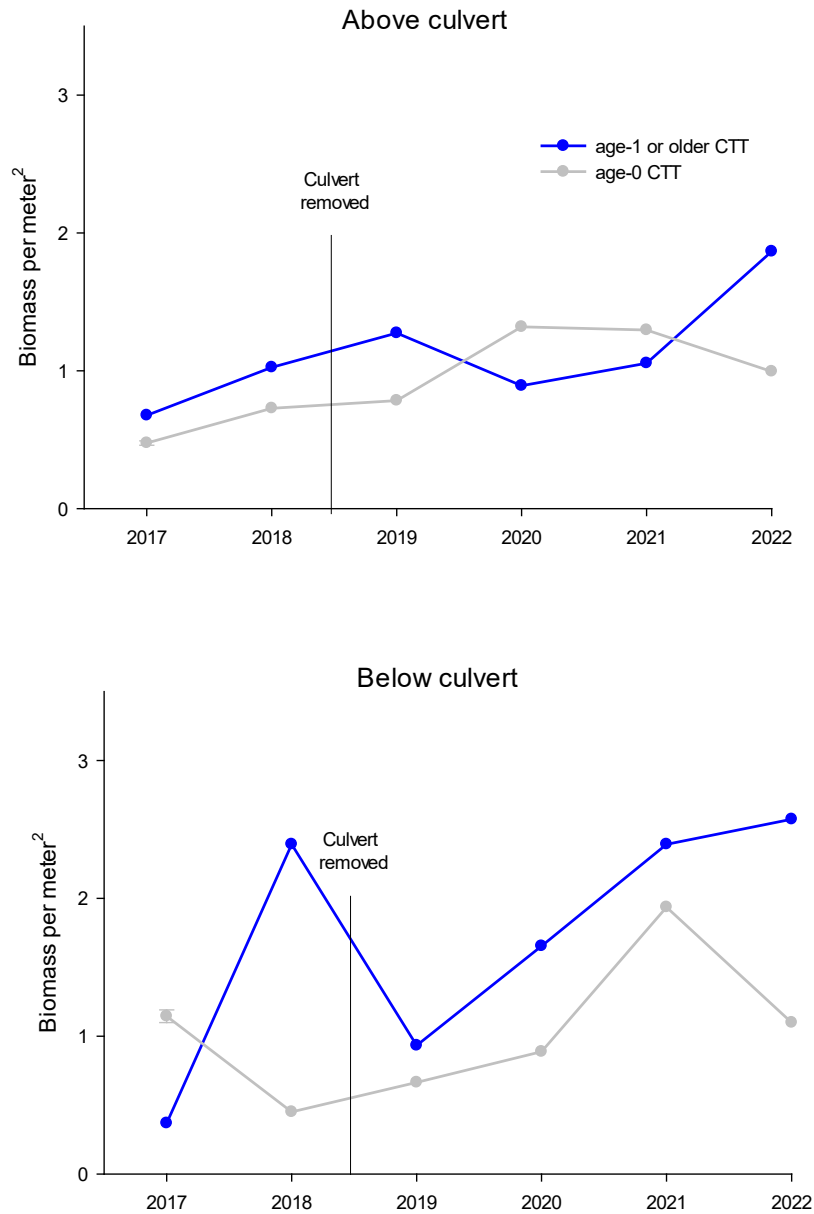 Above culvert
3
age-1 or older CTT
age-0 CTT
Culvert
removed
2
Biomass per meter²
1
0
2017 2018 2019 2020 2021 2022
Below culvert
3
Culvert
removed
2
Biomass per meter²
1
0
2017 2018 2019 2020 2021 2022